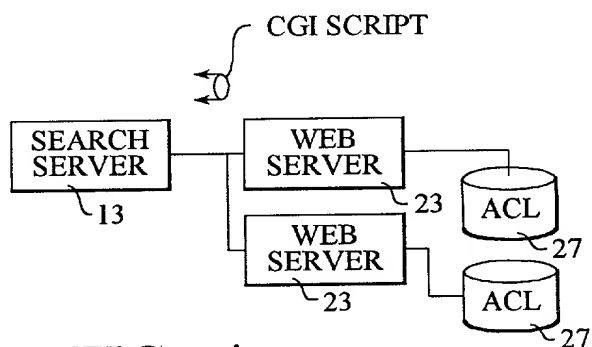 CGI SCRIPT
SEARCH
SERVER
13
WEB
SERVER
23
ACL
27
WEB
SERVER
23
ACL
27